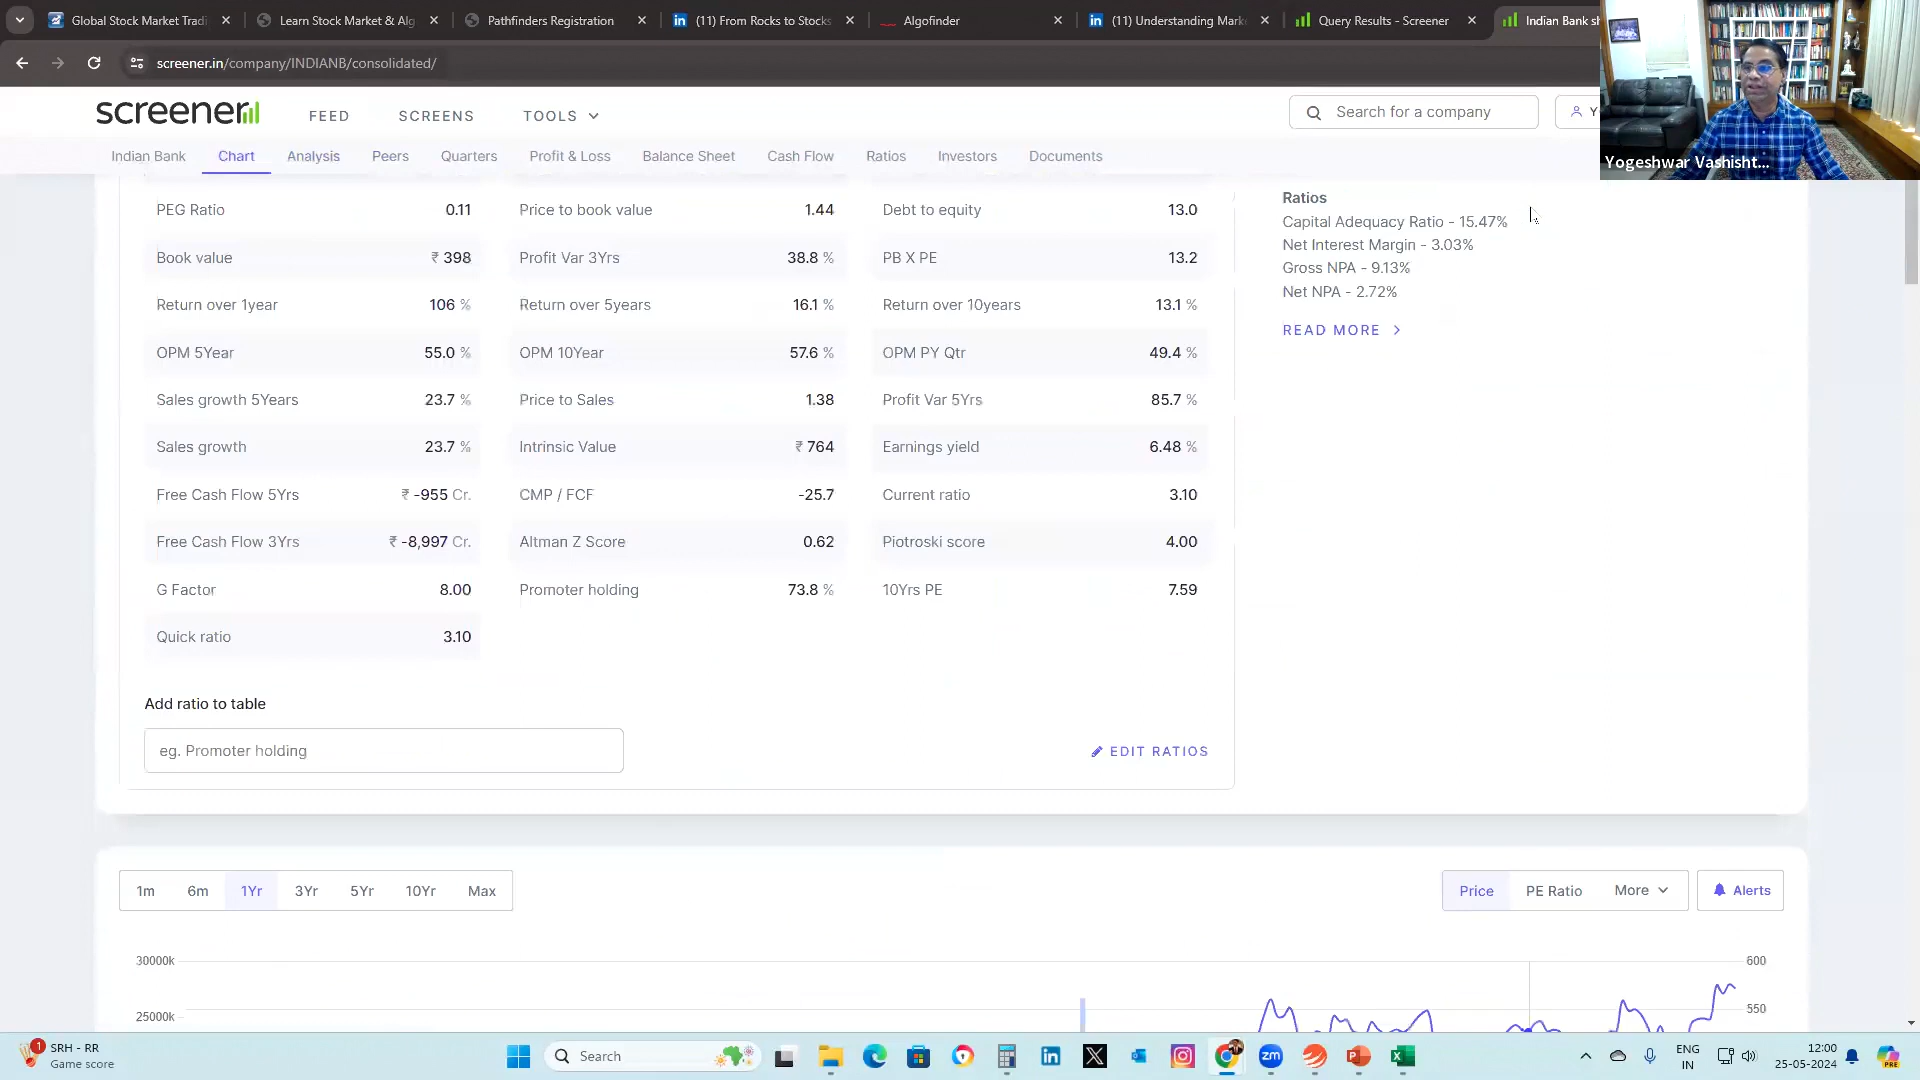 Global Stock Market Tradi
Learn Stock Market & Alg
Pathfinders Registration
(11) From Rocks to Stocks
Algofinder
(11) Understanding Mark
Query Results - Screener
Indian Bank sh
screener.in/company/INDIANB/consolidated/
screener
FEED
SCREENS
TOOLS
Search for a company
Y
Yogeshwar Vashisht...
Indian Bank
Chart
Analysis
Peers
Quarters
Profit & Loss
Balance Sheet
Cash Flow
Ratios
Investors
Documents
PEG Ratio 0.11
Price to book value 1.44
Debt to equity 13.0
Book value ₹ 398
Profit Var 3Yrs 38.8 %
PB X PE 13.2
Return over 1year 106 %
Return over 5years 16.1 %
Return over 10years 13.1 %
OPM 5Year 55.0 %
OPM 10Year 57.6 %
OPM PY Qtr 49.4 %
Sales growth 5Years 23.7 %
Price to Sales 1.38
Profit Var 5Yrs 85.7 %
Sales growth 23.7 %
Intrinsic Value ₹ 764
Earnings yield 6.48 %
Free Cash Flow 5Yrs ₹ -955 Cr.
CMP / FCF -25.7
Current ratio 3.10
Free Cash Flow 3Yrs ₹ -8,997 Cr.
Altman Z Score 0.62
Piotroski score 4.00
G Factor 8.00
Promoter holding 73.8 %
10Yrs PE 7.59
Quick ratio 3.10
Ratios
Capital Adequacy Ratio - 15.47%
Net Interest Margin - 3.03%
Gross NPA - 9.13%
Net NPA - 2.72%
READ MORE
Add ratio to table
eg. Promoter holding
EDIT RATIOS
1m
6m
1Yr
3Yr
5Yr
10Yr
Max
Price
PE Ratio
More
Alerts
30000k
600
25000k
550
1
SRH - RR
Game score
Search
ENG
IN
12:00
25-05-2024
PRE